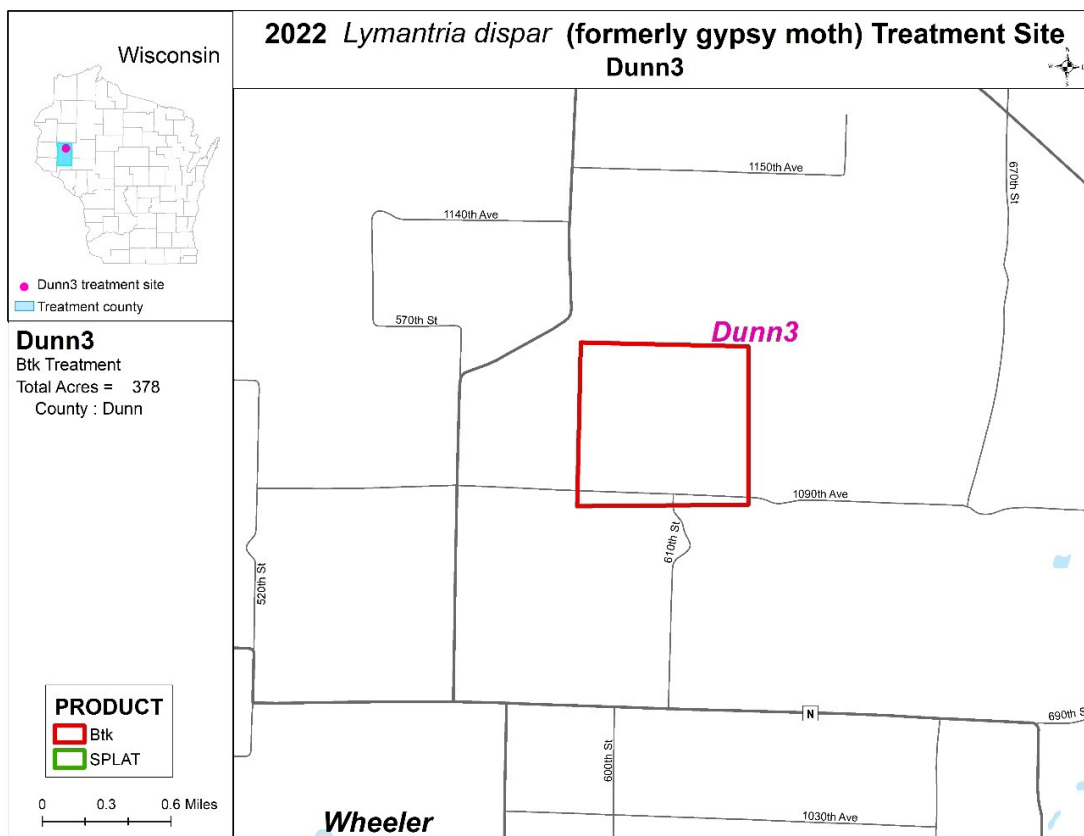 2022 Lymantria dispar (formerly gypsy moth) Treatment Site
Dunn3
N
W
S
Wisconsin
Dunn3 treatment site
Treatment county
Dunn3
Btk Treatment
Total Acres = 378
County : Dunn
PRODUCT
Btk
SPLAT
0 0.3 0.6 Miles
1150th Ave
670th St
1140th Ave
570th St
Dunn3
1090th Ave
610th St
520th St
N
690th S
600th St
1030th Ave
Wheeler